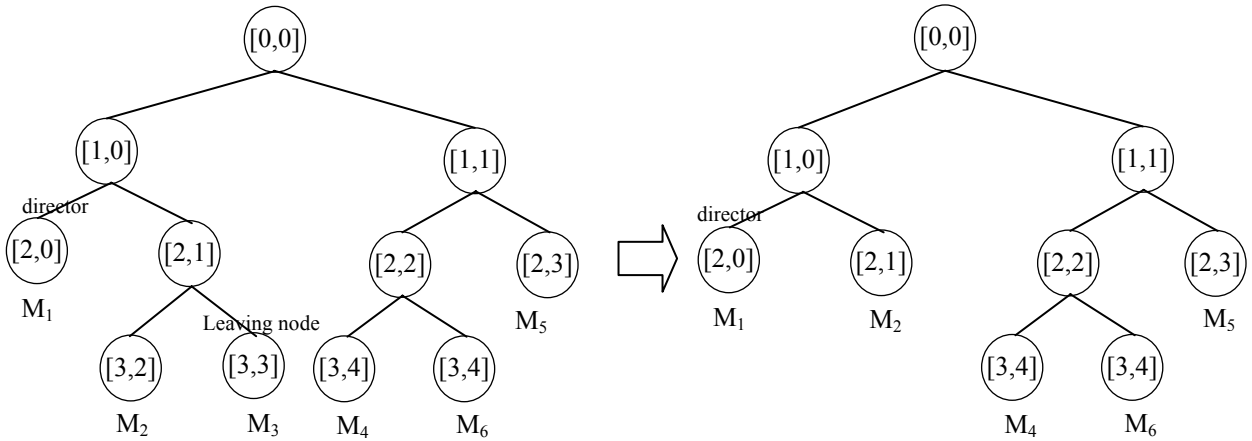 [0,0]
[0,0]
[1,0]
[1,1]
[1,0]
[1,1]
director
director
[2,0]
[2,1]
[2,2]
[2,3]
[2,0]
[2,1]
[2,2]
[2,3]
M₁
M₅
M₁
M₂
M₅
Leaving node
[3,2]
[3,3]
[3,4]
[3,4]
[3,4]
[3,4]
M₂
M₃
M₄
M₆
M₄
M₆